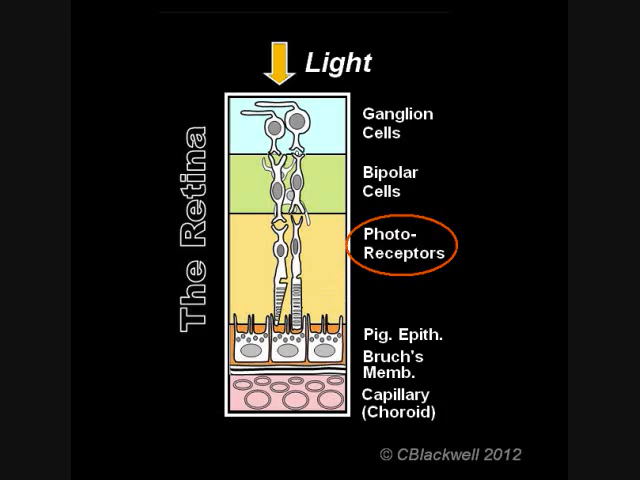 Light
The Retina
Ganglion
Cells
Bipolar
Cells
Photo-
Receptors
Pig. Epith.
Bruch's
Memb.
Capillary
(Choroid)
© CBlackwell 2012